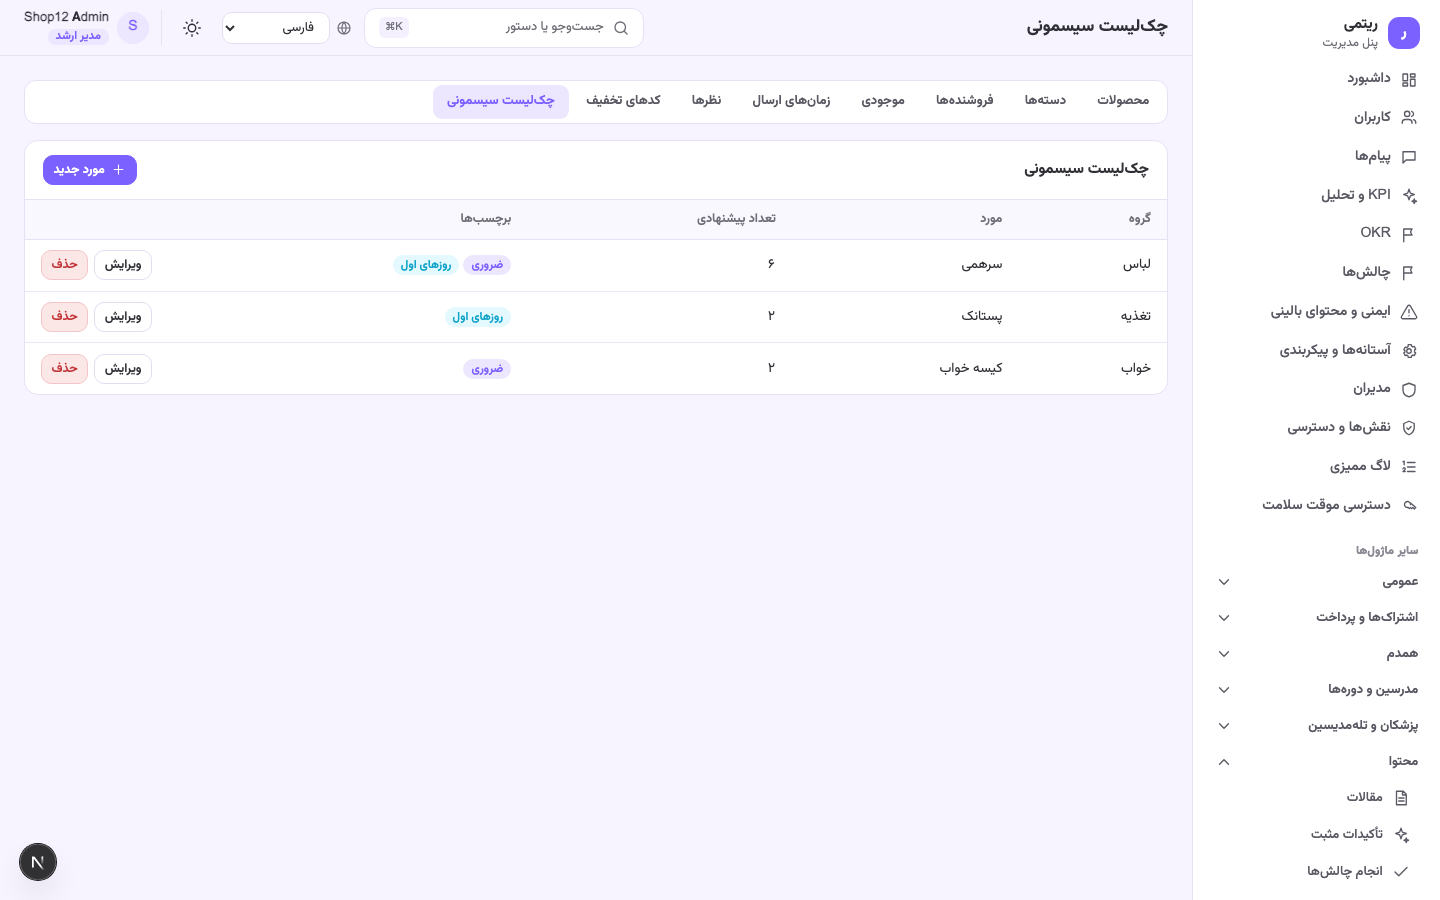 ریتمی
پنل مدیریت
ر
داشبورد
کاربران
پیام‌ها
KPI و تحلیل
OKR
چالش‌ها
ایمنی و محتوای بالینی
آستانه‌ها و پیکربندی
مدیران
نقش‌ها و دسترسی
لاگ ممیزی
دسترسی موقت سلامت
سایر ماژول‌ها
عمومی
اشتراک‌ها و پرداخت
همدم
مدرسین و دوره‌ها
پزشکان و تله‌مدیسین
محتوا
مقالات
تأکیدات مثبت
انجام چالش‌ها
چک‌لیست سیسمونی
جست‌وجو یا دستور
⌘K
فارسی
S
Shop12 Admin
مدیر ارشد
محصولات دسته‌ها فروشنده‌ها موجودی زمان‌های ارسال نظرها کدهای تخفیف چک‌لیست سیسمونی
چک‌لیست سیسمونی
مورد جدید
گروه مورد تعداد پیشنهادی برچسب‌ها
لباس سرهمی ۶ ضروری روزهای اول ویرایش حذف
تغذیه پستانک ۲ روزهای اول ویرایش حذف
خواب کیسه خواب ۲ ضروری ویرایش حذف
N